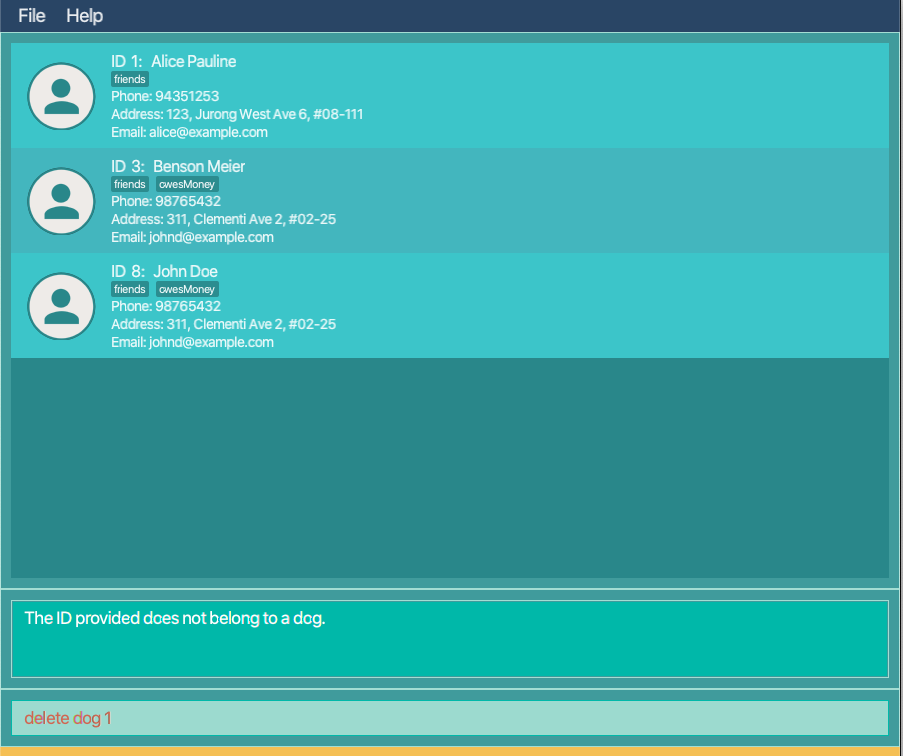 File Help
ID 1: Alice Pauline
friends
Phone: 94351253
Address: 123, Jurong West Ave 6, #08-111
Email: alice@example.com
ID 3: Benson Meier
friends owesMoney
Phone: 98765432
Address: 311, Clementi Ave 2, #02-25
Email: johnd@example.com
ID 8: John Doe
friends owesMoney
Phone: 98765432
Address: 311, Clementi Ave 2, #02-25
Email: johnd@example.com
The ID provided does not belong to a dog.
delete dog 1